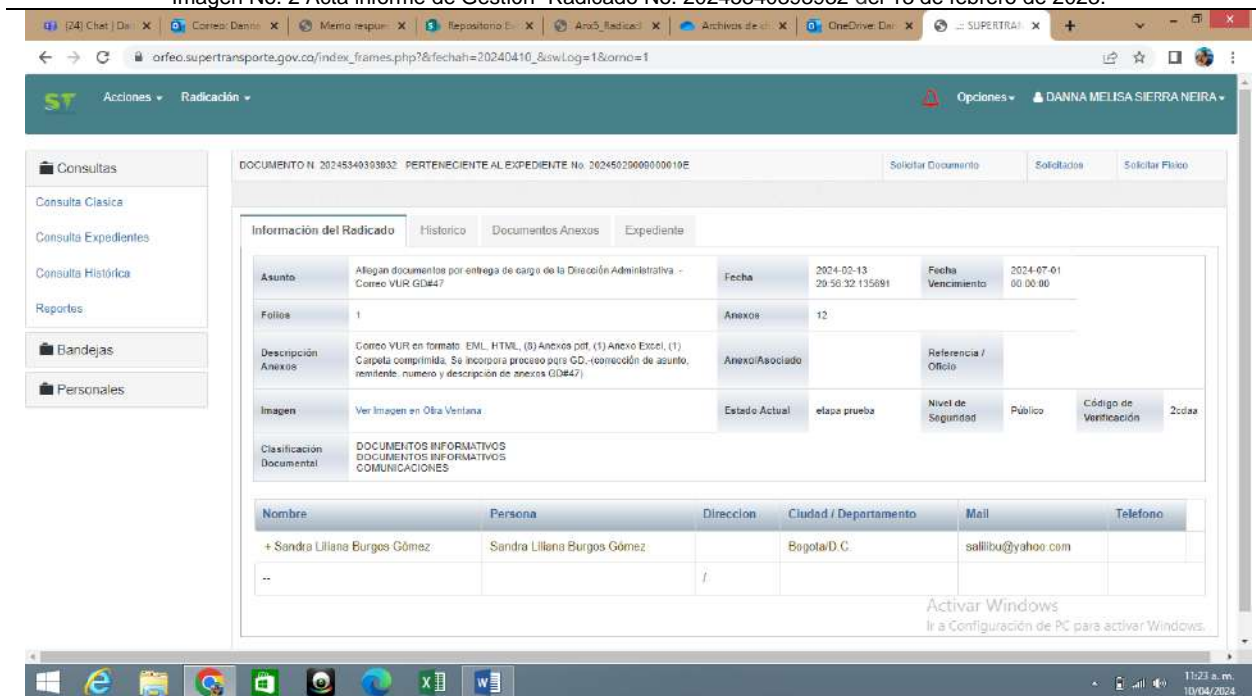 Imagen No. 2 Acta informe de Gestión -Radicado No. 20245340393932 del 13 de febrero de 2023.
(24) Chat | Da
Correo: Danna
Memo respue
Repositorio E
Anx5_Radicad
Archivos de ch
OneDrive: Dan
.:: SUPERTRAN
orfeo.supertransporte.gov.co/index_frames.php?&fechah=20240410_&swLog=1&orno=1
ST
Acciones
Radicación
Opciones
DANNA MELISA SIERRA NEIRA
Consultas
Consulta Clasica
Consulta Expedientes
Consulta Histórica
Reportes
Bandejas
Personales
DOCUMENTO N. 20245340393932 PERTENECIENTE AL EXPEDIENTE No. 20245029009000010E
Solicitar Documento
Solicitados
Solicitar Fisico
Información del Radicado
Historico
Documentos Anexos
Expediente
Asunto
Allegan documentos por entrega de cargo de la Dirección Administrativa. -
Correo VUR GD#47
Fecha
2024-02-13
20:56:32.135691
Fecha
Vencimiento
2024-07-01
00:00:00
Folios
1
Anexos
12
Descripción
Anexos
Correo VUR en formato EML, HTML, (8) Anexos pdf, (1) Anexo Excel, (1)
Carpeta comprimida, Se incorpora proceso pqrs GD,-(corrección de asunto,
remitente, numero y descripción de anexos GD#47)
Anexo/Asociado
Referencia /
Oficio
Imagen
Ver Imagen en Otra Ventana
Estado Actual
etapa prueba
Nivel de
Seguridad
Público
Código de
Verificación
2cdaa
Clasificación
Documental
DOCUMENTOS INFORMATIVOS
DOCUMENTOS INFORMATIVOS
COMUNICACIONES
Nombre
Persona
Direccion
Ciudad / Departamento
Mail
Telefono
+ Sandra Liliana Burgos Gómez
Sandra Liliana Burgos Gómez
Bogota/D.C.
salilibu@yahoo.com
--
/
Activar Windows
Ir a Configuración de PC para activar Windows.
11:23 a. m.
10/04/2024